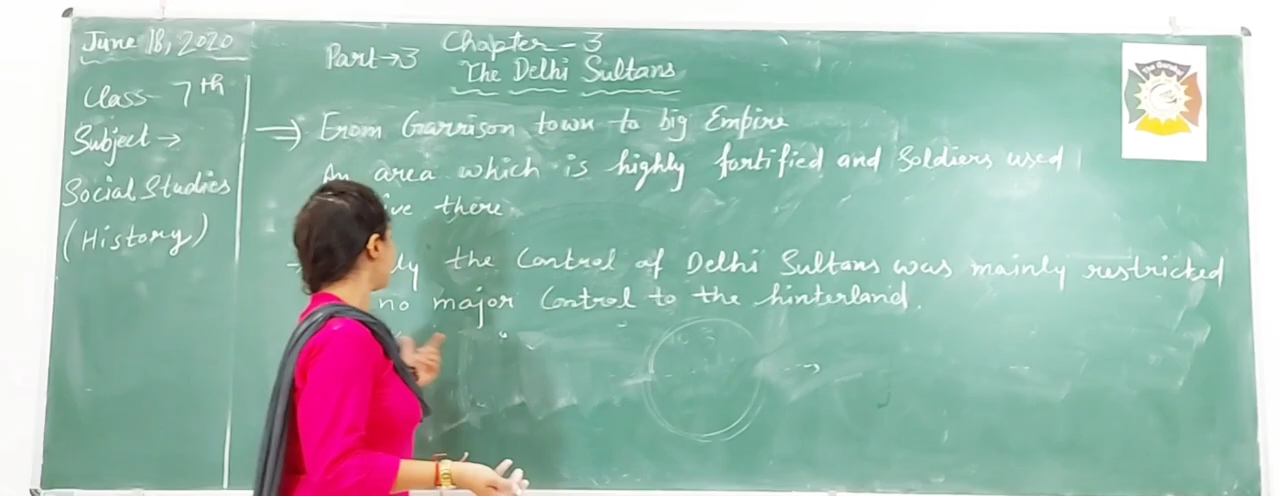 June 18, 2020
Class- 7th
Subject →
Social Studies
(History)
Part→3
Chapter - 3
The Delhi Sultans
⇒ From Garrison town to big Empire
An area which is highly fortified and Soldiers used
there
the Control of Delhi Sultans was mainly restricted
no major Control to the hinterland.